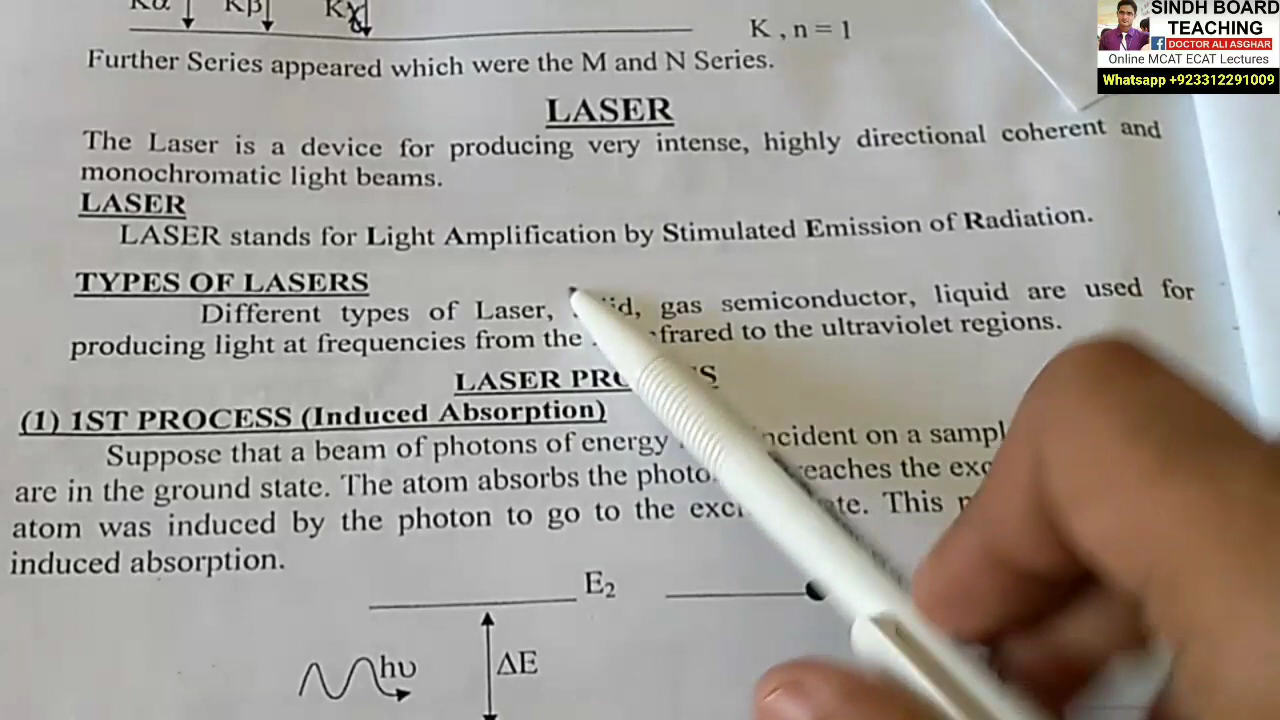 Kα Kβ Kγ
K , n = 1
Further Series appeared which were the M and N Series.
LASER
The Laser is a device for producing very intense, highly directional coherent and
monochromatic light beams.
LASER
LASER stands for Light Amplification by Stimulated Emission of Radiation.
TYPES OF LASERS
Different types of Laser, gas semiconductor, liquid are used for
producing light at frequencies from the to the ultraviolet regions.
LASER
(1) 1ST PROCESS (Induced Absorption)
Suppose that a beam of photons of energy incident on a
are in the ground state. The atom absorbs the reaches the
atom was induced by the photon to go to the This
induced absorption.
E₂
hυ
ΔE
SINDH BOARD
TEACHING
f DOCTOR ALI ASGHAR
Online MCAT ECAT Lectures
Whatsapp +923312291009